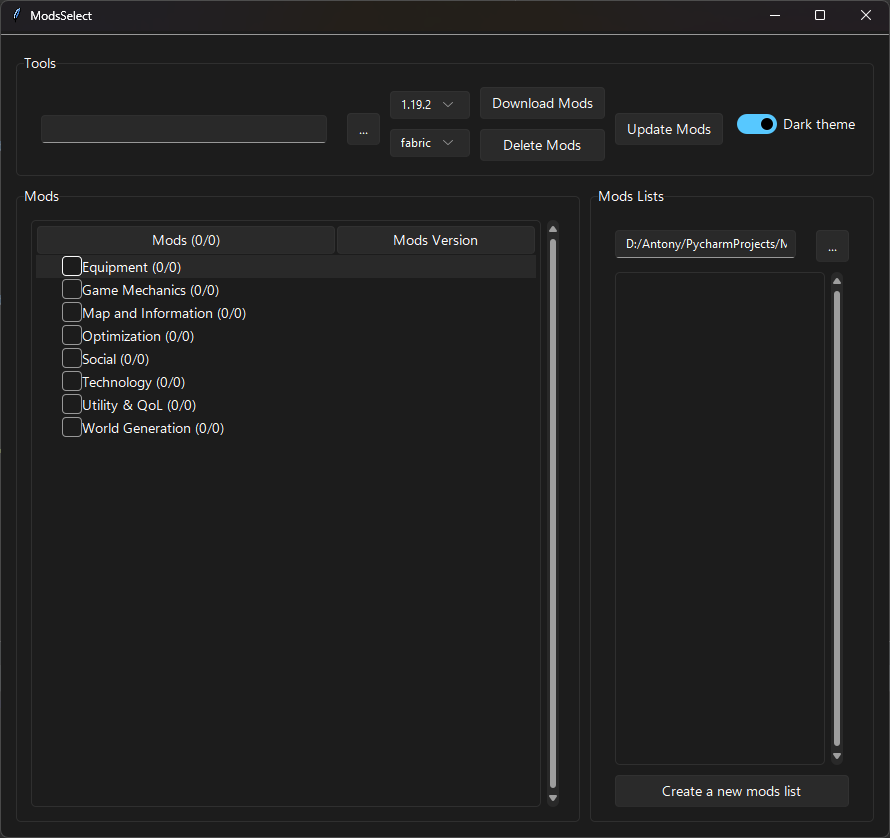 ModsSelect
Tools
1.19.2
Download Mods
...
Update Mods
Dark theme
fabric
Delete Mods
Mods
Mods (0/0)
Mods Version
Equipment (0/0)
Game Mechanics (0/0)
Map and Information (0/0)
Optimization (0/0)
Social (0/0)
Technology (0/0)
Utility & QoL (0/0)
World Generation (0/0)
Mods Lists
D:/Antony/PycharmProjects/M
...
Create a new mods list